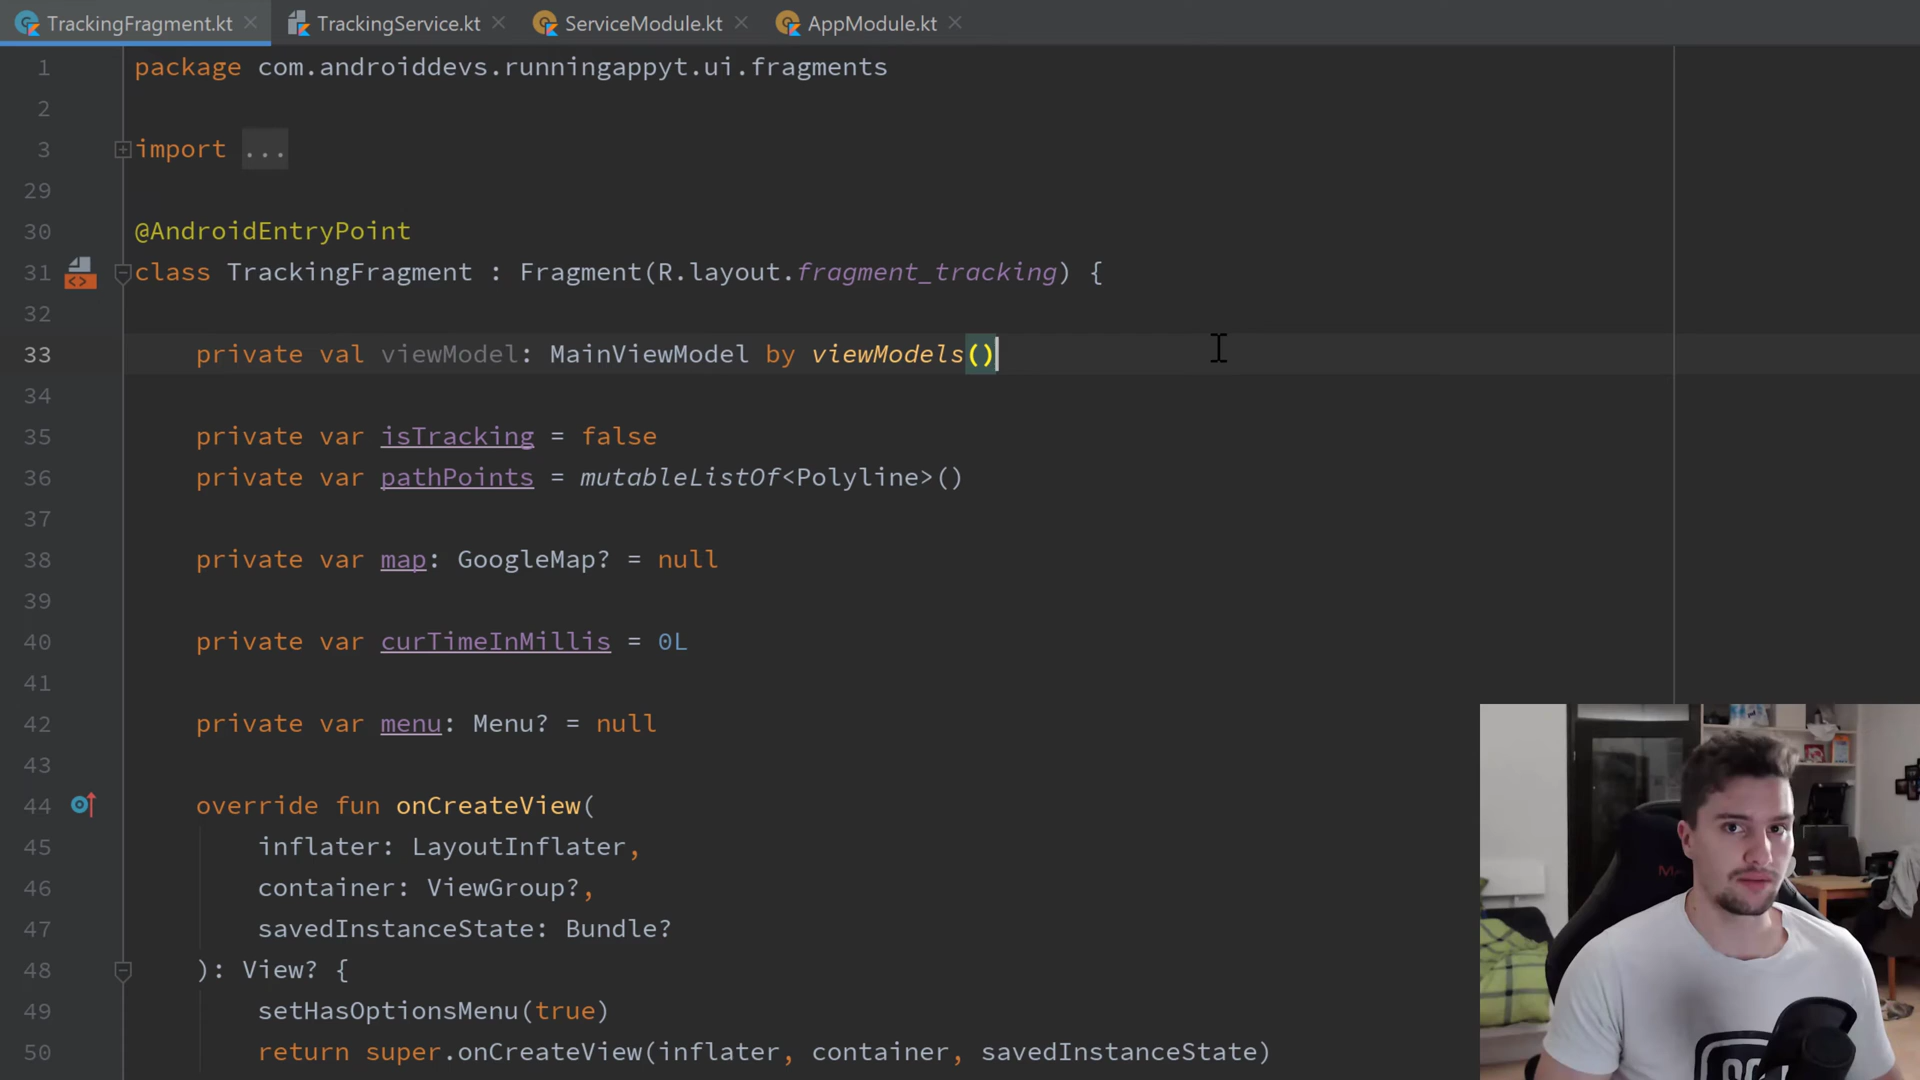 TrackingFragment.kt TrackingService.kt ServiceModule.kt AppModule.kt
1 package com.androiddevs.runningappyt.ui.fragments
2
3 import ...
29
30 @AndroidEntryPoint
31 class TrackingFragment : Fragment(R.layout.fragment_tracking) {
32
33 private val viewModel: MainViewModel by viewModels()
34
35 private var isTracking = false
36 private var pathPoints = mutableListOf<Polyline>()
37
38 private var map: GoogleMap? = null
39
40 private var curTimeInMillis = 0L
41
42 private var menu: Menu? = null
43
44 override fun onCreateView(
45 inflater: LayoutInflater,
46 container: ViewGroup?,
47 savedInstanceState: Bundle?
48 ): View? {
49 setHasOptionsMenu(true)
50 return super.onCreateView(inflater, container, savedInstanceState)